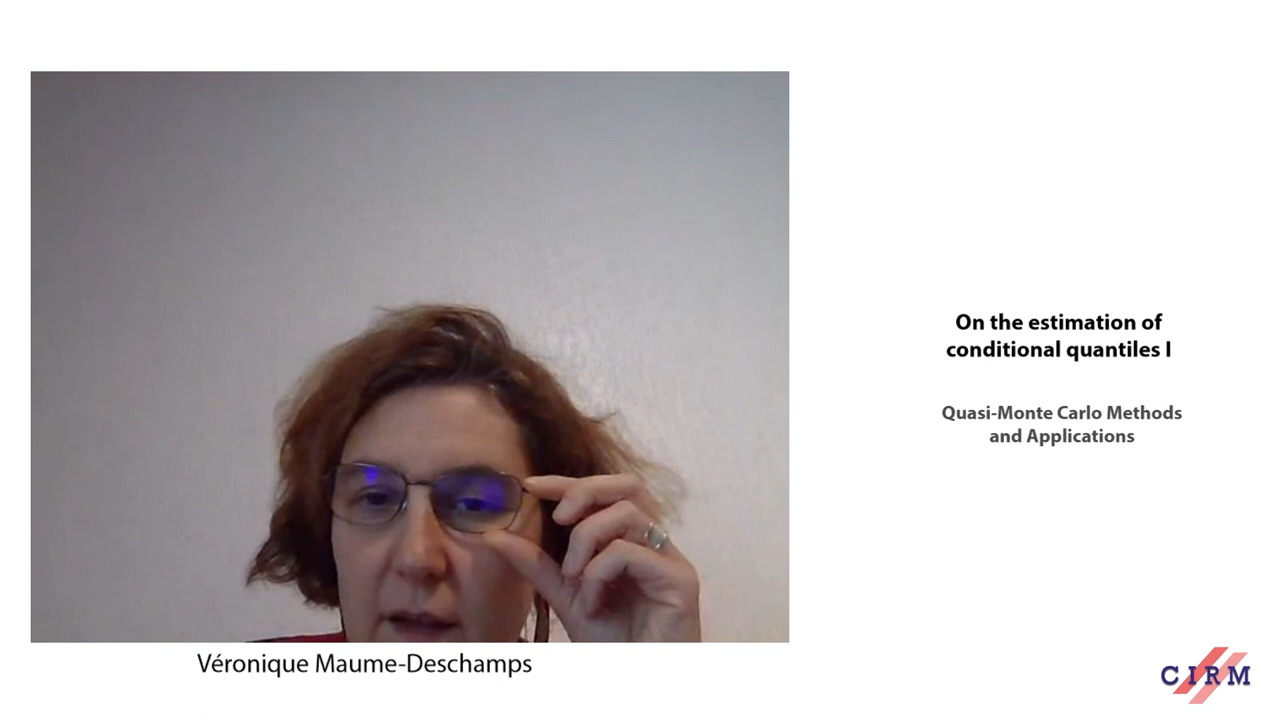 On the estimation of
conditional quantiles I
Quasi-Monte Carlo Methods
and Applications
Véronique Maume-Deschamps
CIRM